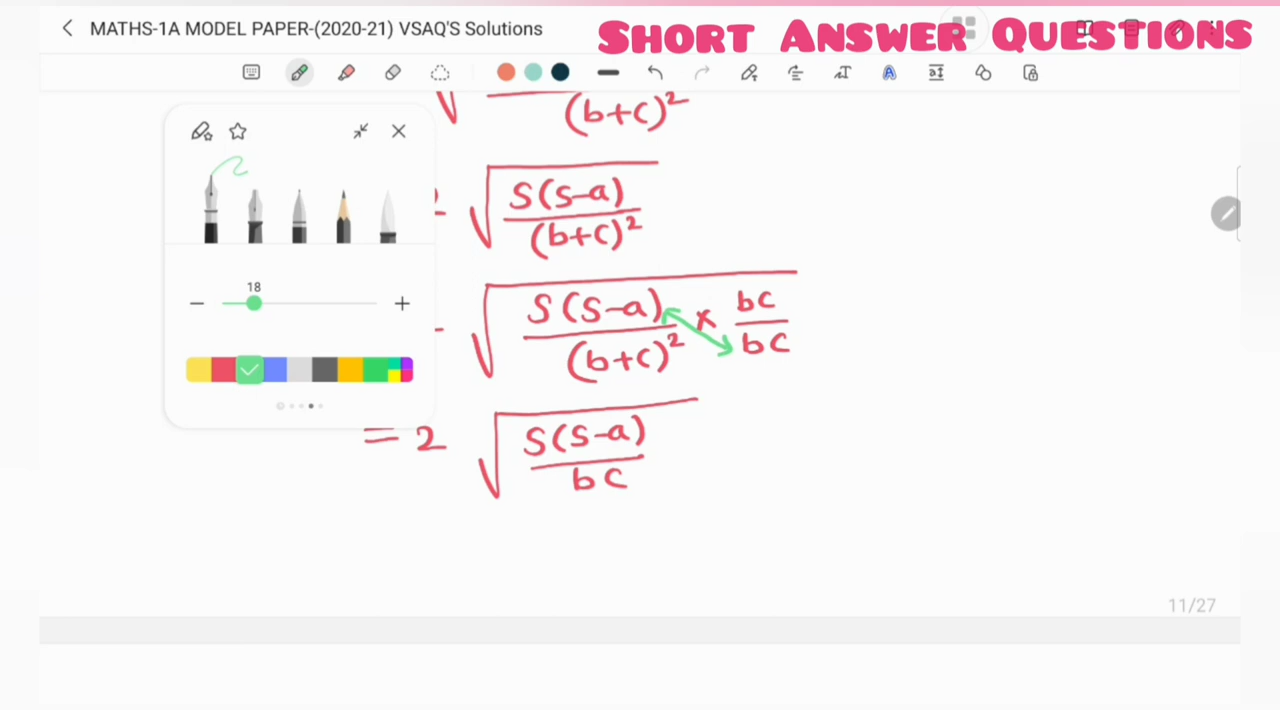 MATHS-1A MODEL PAPER-(2020-21) VSAQ'S Solutions
SHORT ANSWER QUESTIONS
(b+c)²
√ S(S-a) / (b+c)²
18
√ S(S-a) / (b+c)² × bc / bc
= 2 √ S(S-a) / bc
11/27